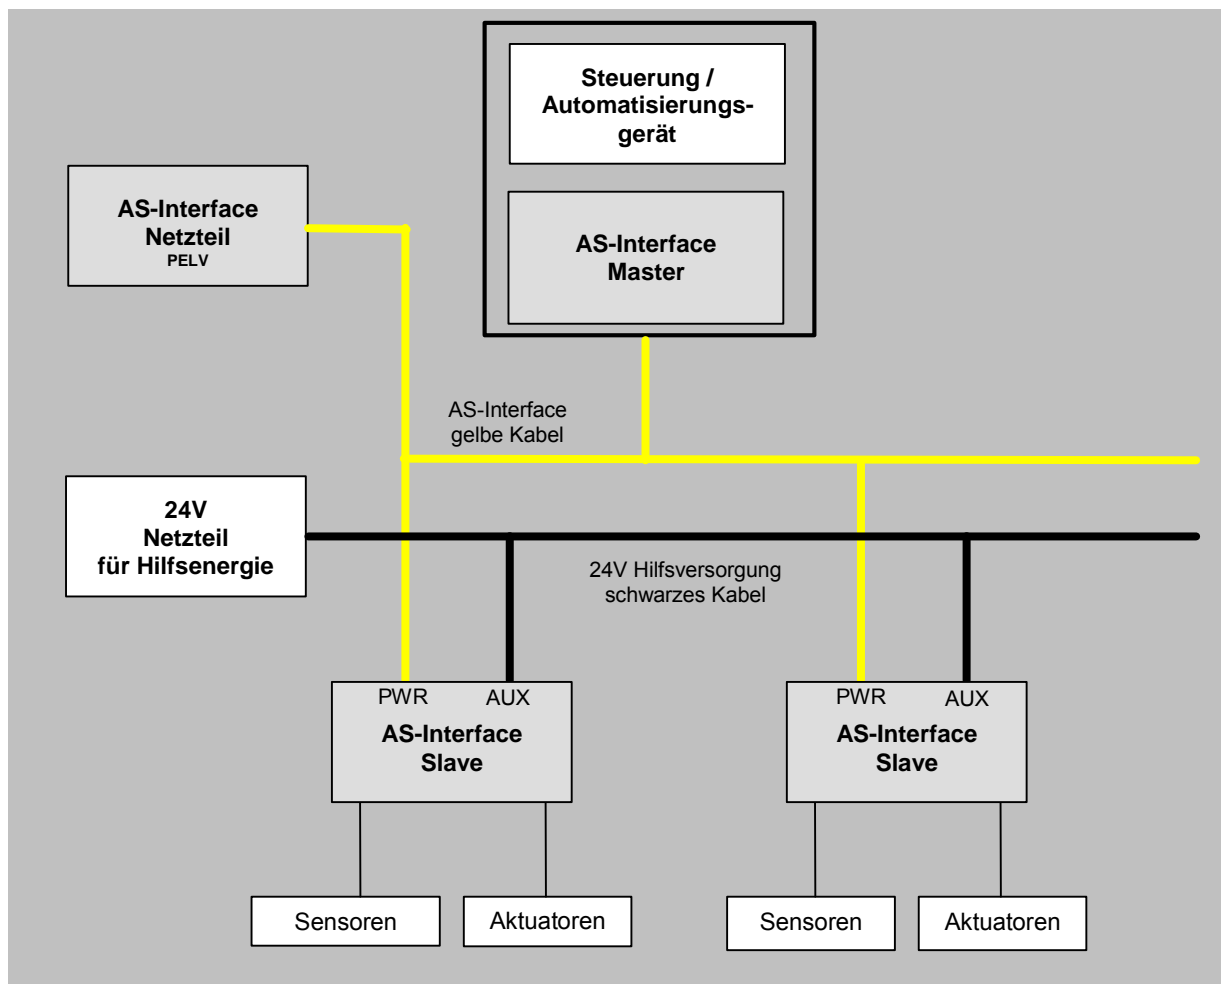 Steuerung /
Automatisierungs-
gerät
AS-Interface
Netzteil
PELV
AS-Interface
Master
AS-Interface
gelbe Kabel
24V
Netzteil
für Hilfsenergie
24V Hilfsversorgung
schwarzes Kabel
PWR AUX
AS-Interface
Slave
PWR AUX
AS-Interface
Slave
Sensoren
Aktuatoren
Sensoren
Aktuatoren